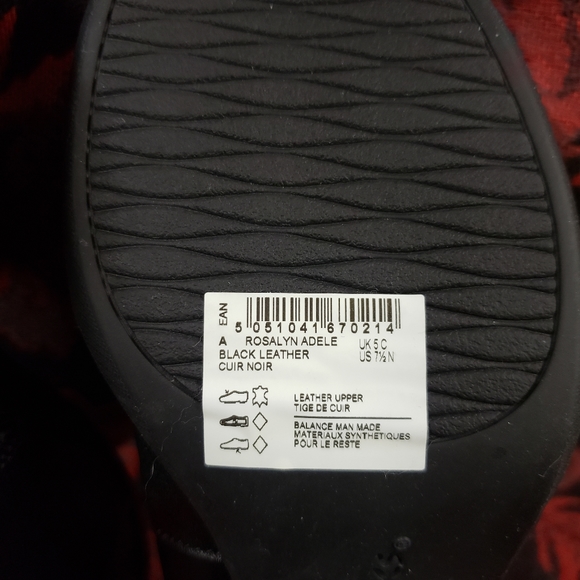 EAN
5 051041 670214
A ROSALYN ADELE UK 5 C
BLACK LEATHER US 7½ N
CUIR NOIR
LEATHER UPPER
TIGE DE CUIR
BALANCE MAN MADE
MATERIAUX SYNTHETIQUES
POUR LE RESTE